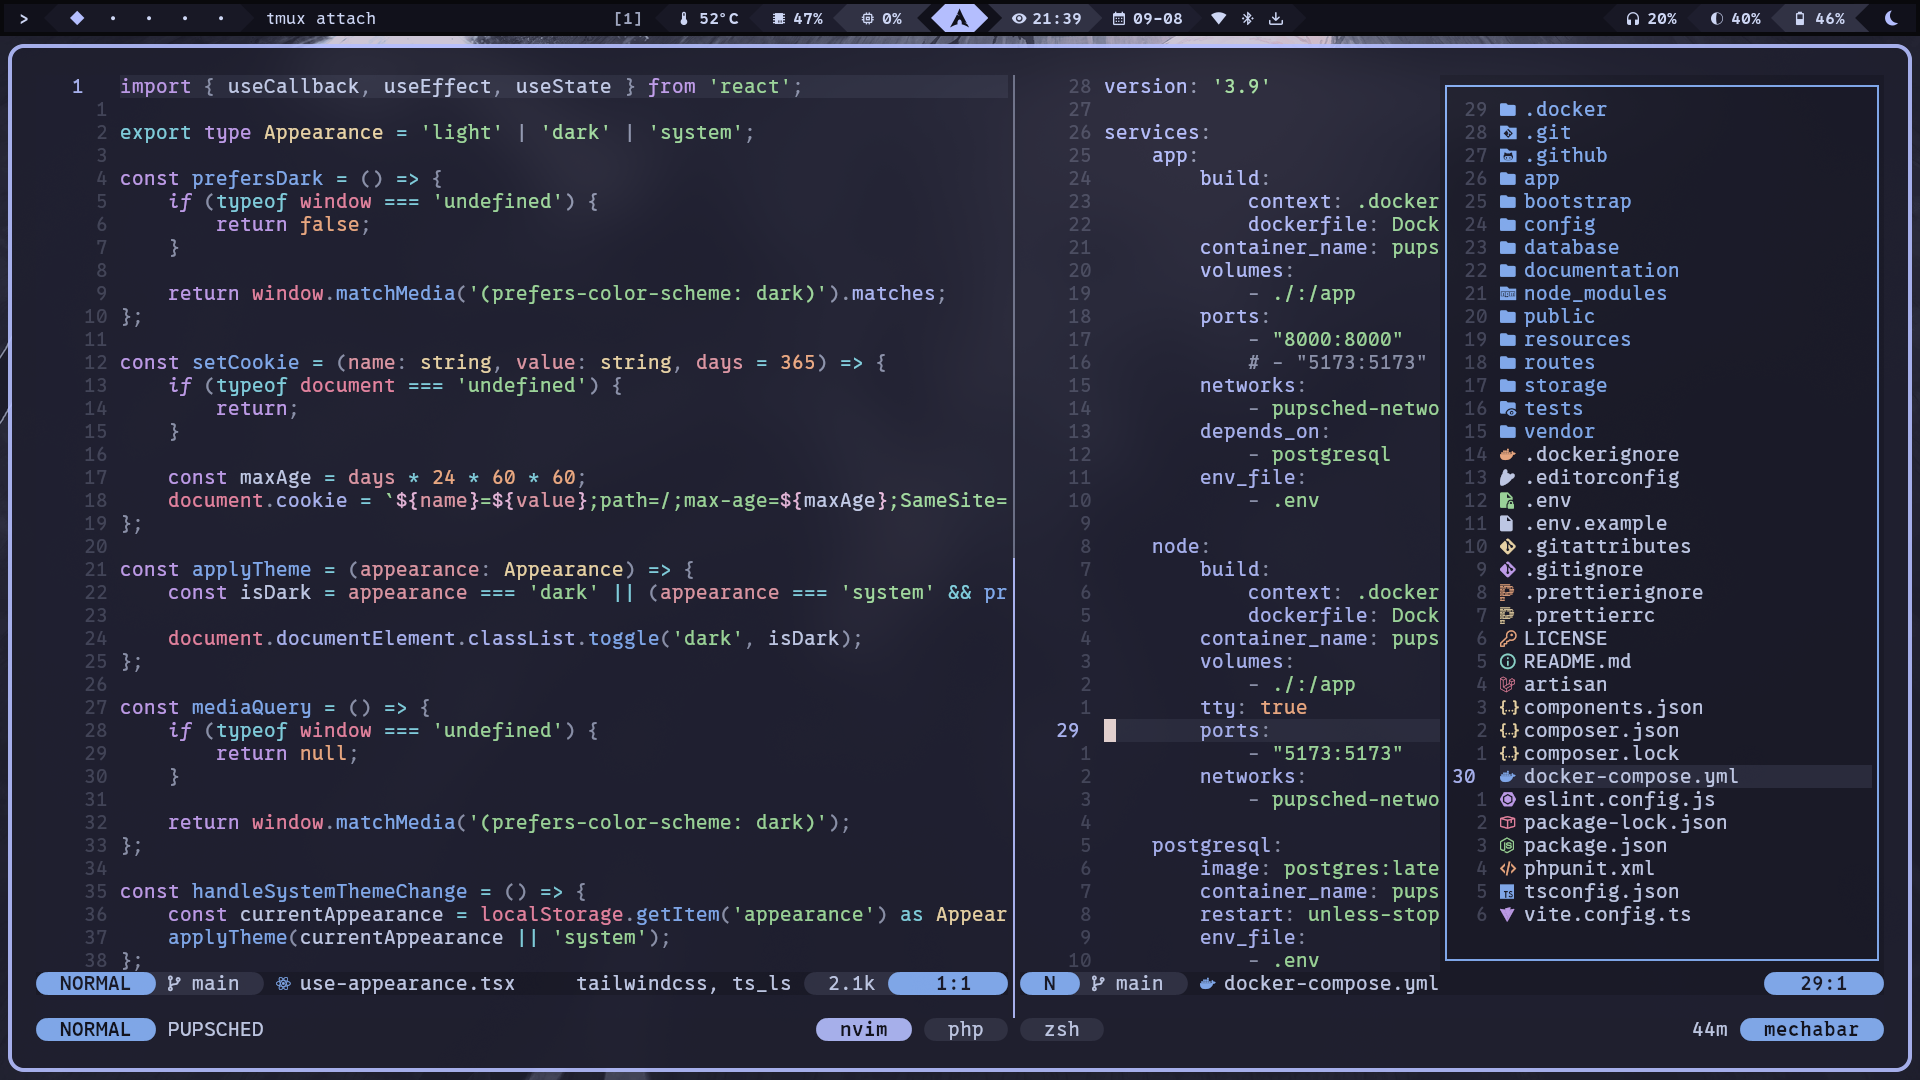 > tmux attach [1] 52°C 47% 0% 21:39 09-08 20% 40% 46%
1 import { useCallback, useEffect, useState } from 'react';
1
2 export type Appearance = 'light' | 'dark' | 'system';
3
4 const prefersDark = () => {
5     if (typeof window === 'undefined') {
6         return false;
7     }
8
9     return window.matchMedia('(prefers-color-scheme: dark)').matches;
10 };
11
12 const setCookie = (name: string, value: string, days = 365) => {
13     if (typeof document === 'undefined') {
14         return;
15     }
16
17     const maxAge = days * 24 * 60 * 60;
18     document.cookie = `${name}=${value};path=/;max-age=${maxAge};SameSite=
19 };
20
21 const applyTheme = (appearance: Appearance) => {
22     const isDark = appearance === 'dark' || (appearance === 'system' && pr
23
24     document.documentElement.classList.toggle('dark', isDark);
25 };
26
27 const mediaQuery = () => {
28     if (typeof window === 'undefined') {
29         return null;
30     }
31
32     return window.matchMedia('(prefers-color-scheme: dark)');
33 };
34
35 const handleSystemThemeChange = () => {
36     const currentAppearance = localStorage.getItem('appearance') as Appear
37     applyTheme(currentAppearance || 'system');
38 };
NORMAL main use-appearance.tsx tailwindcss, ts_ls 2.1k 1:1
28 version: '3.9'
27
26 services:
25     app:
24         build:
23             context: .docker
22             dockerfile: Dock
21         container_name: pups
20         volumes:
19             - ./:/app
18         ports:
17             - "8000:8000"
16             # - "5173:5173"
15         networks:
14             - pupsched-netwo
13         depends_on:
12             - postgresql
11         env_file:
10             - .env
9
8     node:
7         build:
6             context: .docker
5             dockerfile: Dock
4         container_name: pups
3         volumes:
2             - ./:/app
1         tty: true
29         ports:
1             - "5173:5173"
2         networks:
3             - pupsched-netwo
4
5     postgresql:
6         image: postgres:late
7         container_name: pups
8         restart: unless-stop
9         env_file:
10             - .env
N main docker-compose.yml 29:1
29 .docker
28 .git
27 .github
26 app
25 bootstrap
24 config
23 database
22 documentation
21 node_modules
20 public
19 resources
18 routes
17 storage
16 tests
15 vendor
14 .dockerignore
13 .editorconfig
12 .env
11 .env.example
10 .gitattributes
9 .gitignore
8 .prettierignore
7 .prettierrc
6 LICENSE
5 README.md
4 artisan
3 components.json
2 composer.json
1 composer.lock
30 docker-compose.yml
1 eslint.config.js
2 package-lock.json
3 package.json
4 phpunit.xml
5 tsconfig.json
6 vite.config.ts
NORMAL PUPSCHED nvim php zsh 44m mechabar